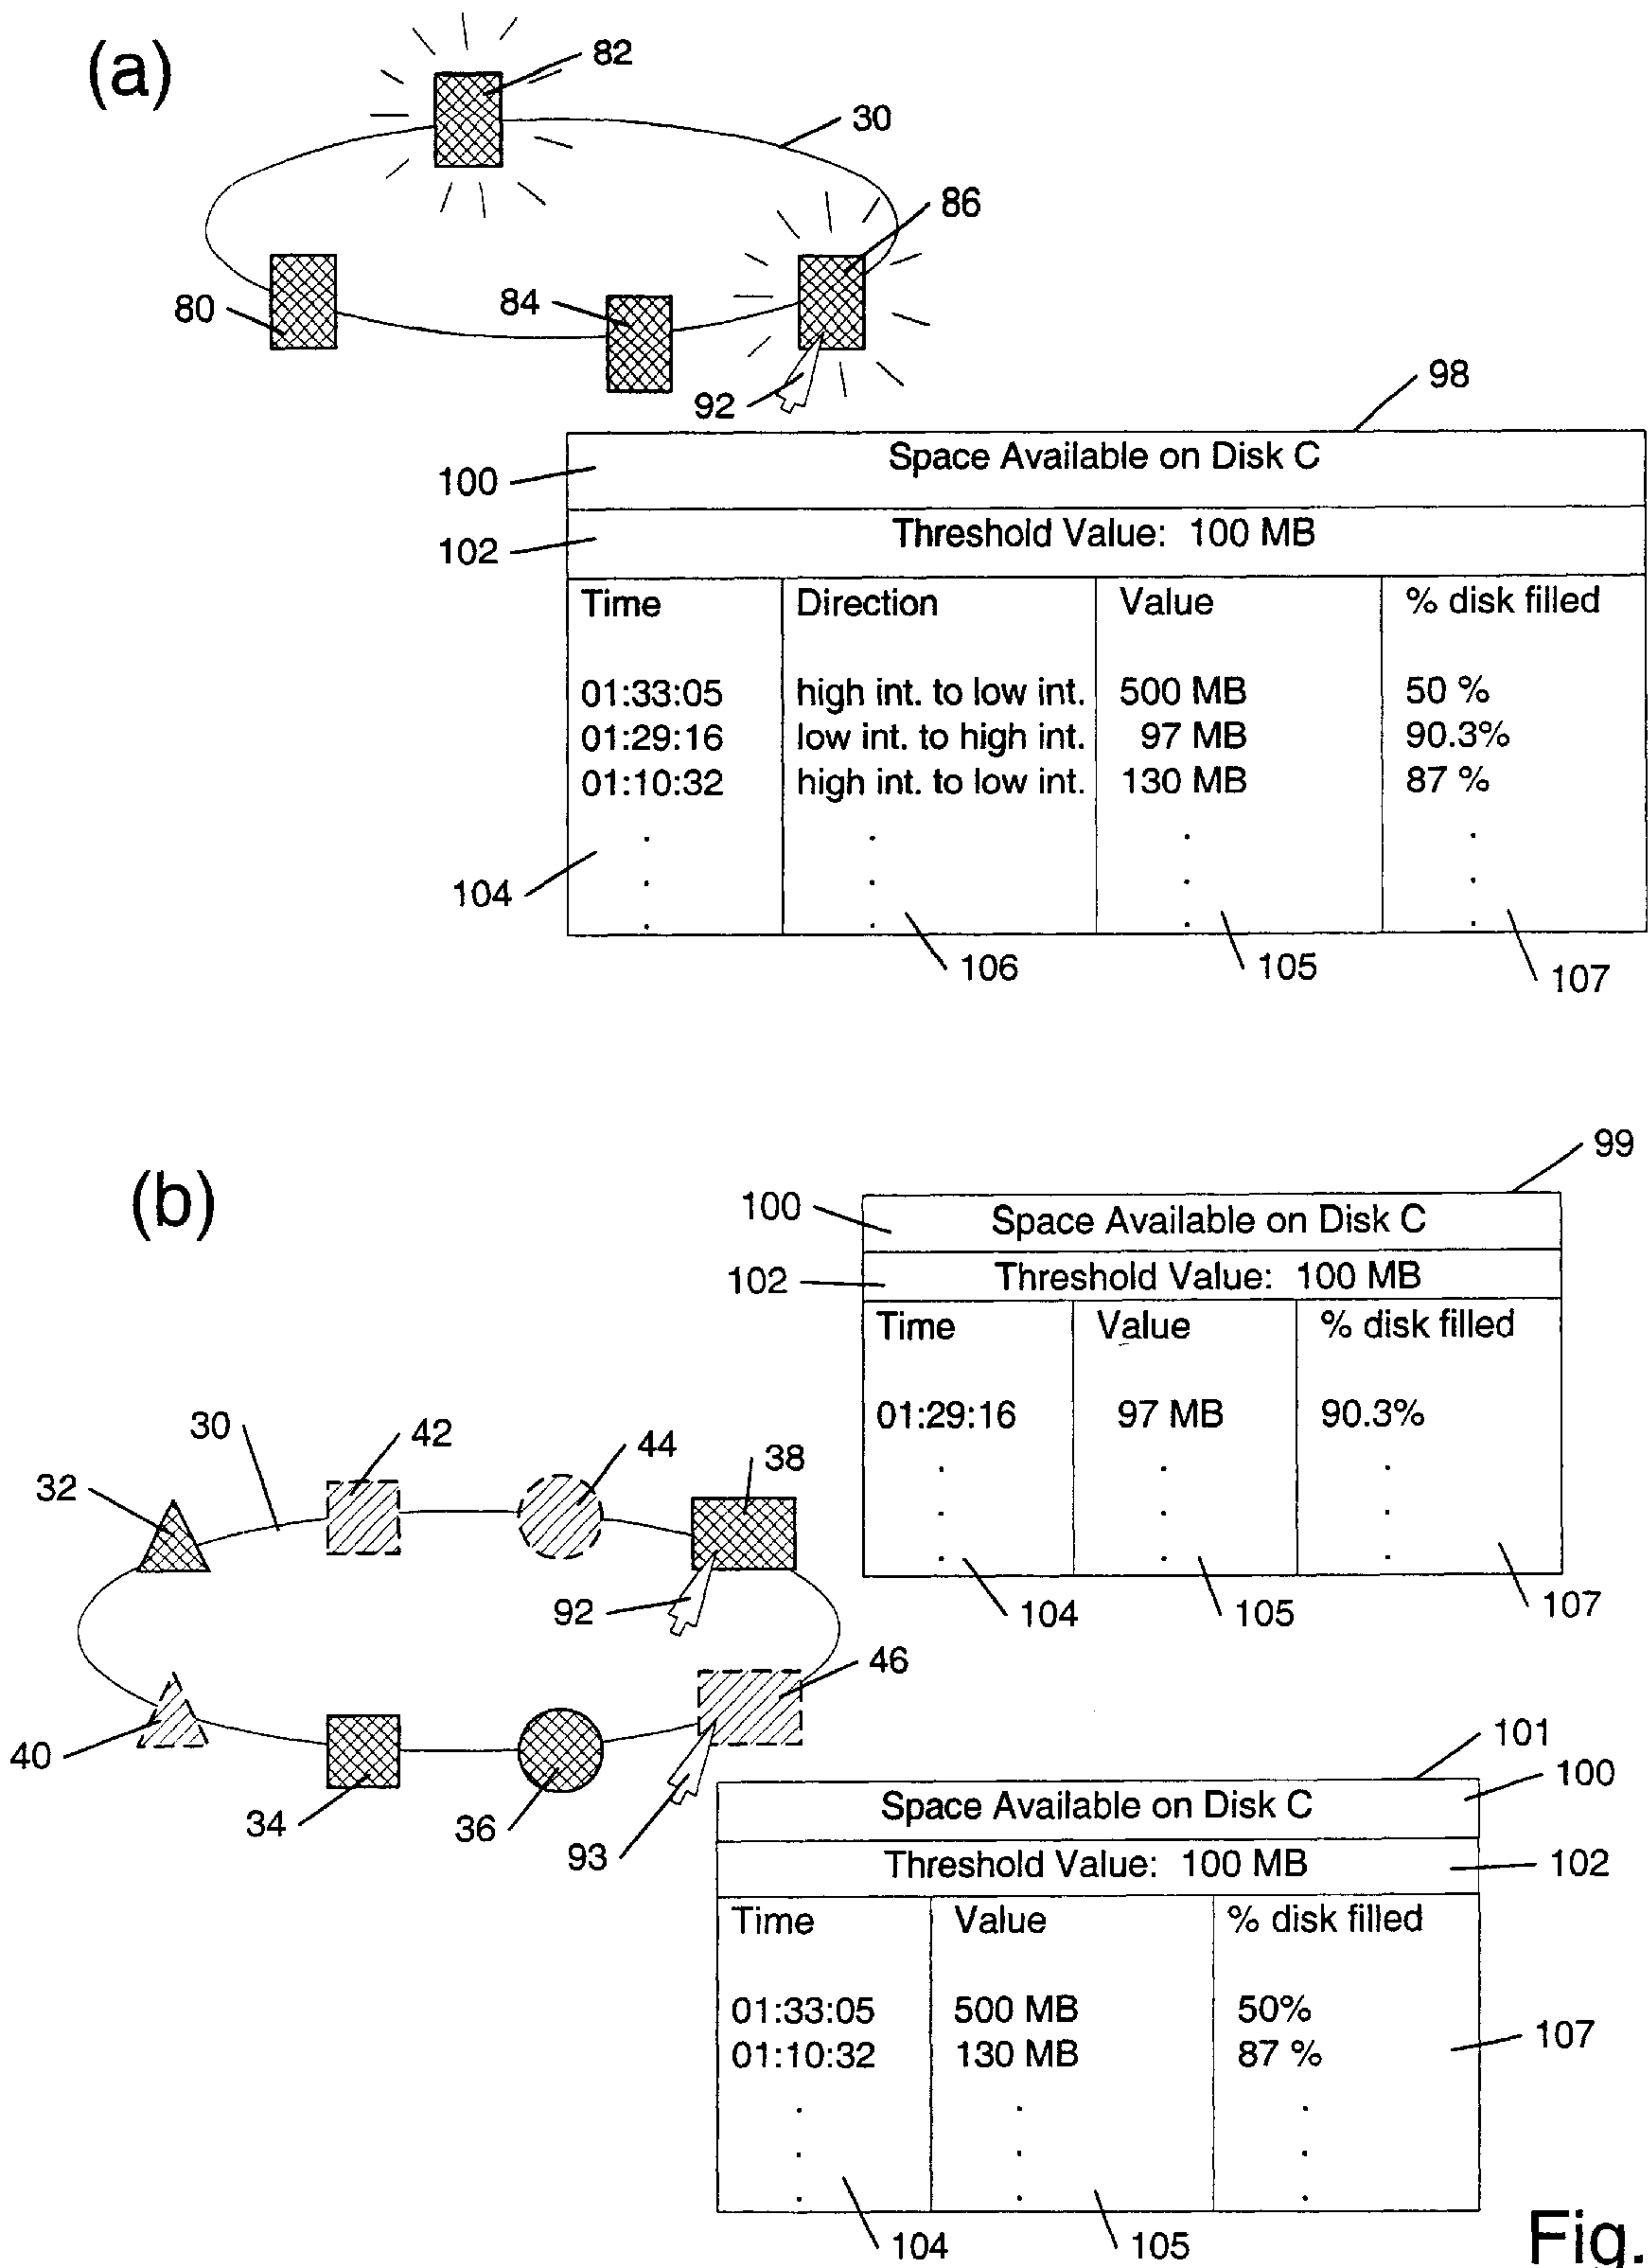 (a)
82
30
86
80
84
92
98
100
Space Available on Disk C
102
Threshold Value: 100 MB
Time Direction Value % disk filled
01:33:05 high int. to low int. 500 MB 50 %
01:29:16 low int. to high int. 97 MB 90.3%
01:10:32 high int. to low int. 130 MB 87 %
. . . .
. . . .
. . . .
104
106
105
107
(b)
99
100
Space Available on Disk C
102
Threshold Value: 100 MB
Time Value % disk filled
01:29:16 97 MB 90.3%
. . .
. . .
. . .
104
105
107
30
42
44
38
32
92
46
40
34
36
93
101
100
Space Available on Disk C
102
Threshold Value: 100 MB
Time Value % disk filled
01:33:05 500 MB 50%
01:10:32 130 MB 87 %
107
. . .
. . .
. . .
104
105
Fig.